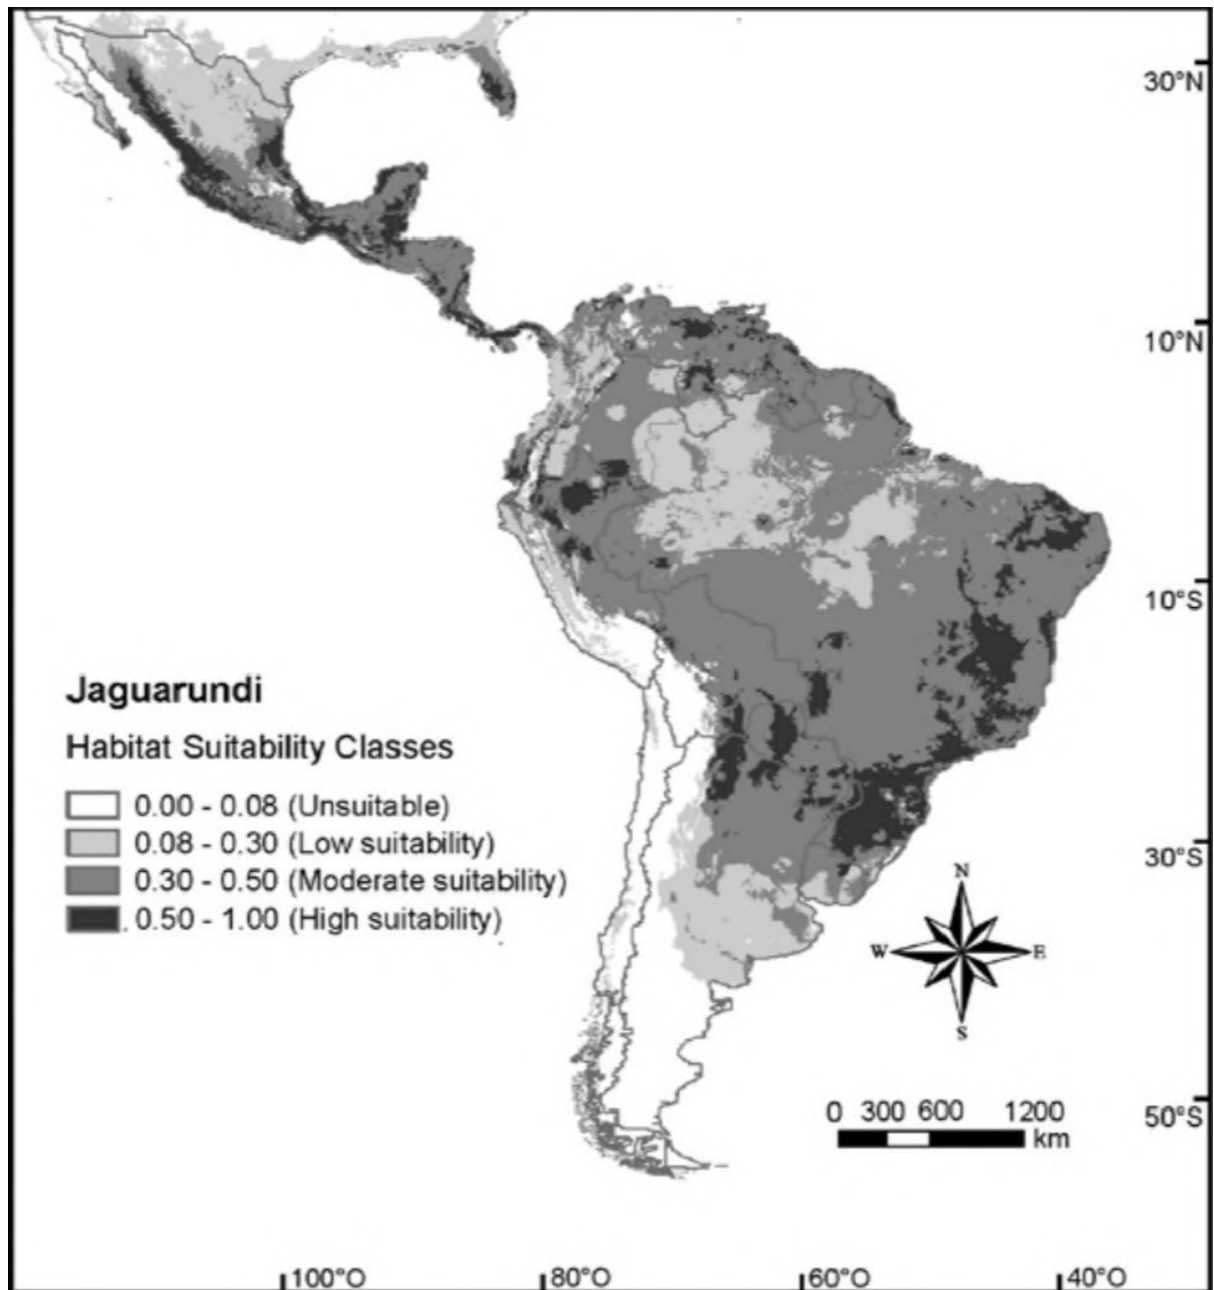 30°N
10°N
10°S
Jaguarundi
Habitat Suitability Classes
0.00 - 0.08 (Unsuitable)
0.08 - 0.30 (Low suitability)
0.30 - 0.50 (Moderate suitability)
0.50 - 1.00 (High suitability)
30°S
N
W E
S
50°S
0 300 600 1200
km
100°O 80°O 60°O 40°O